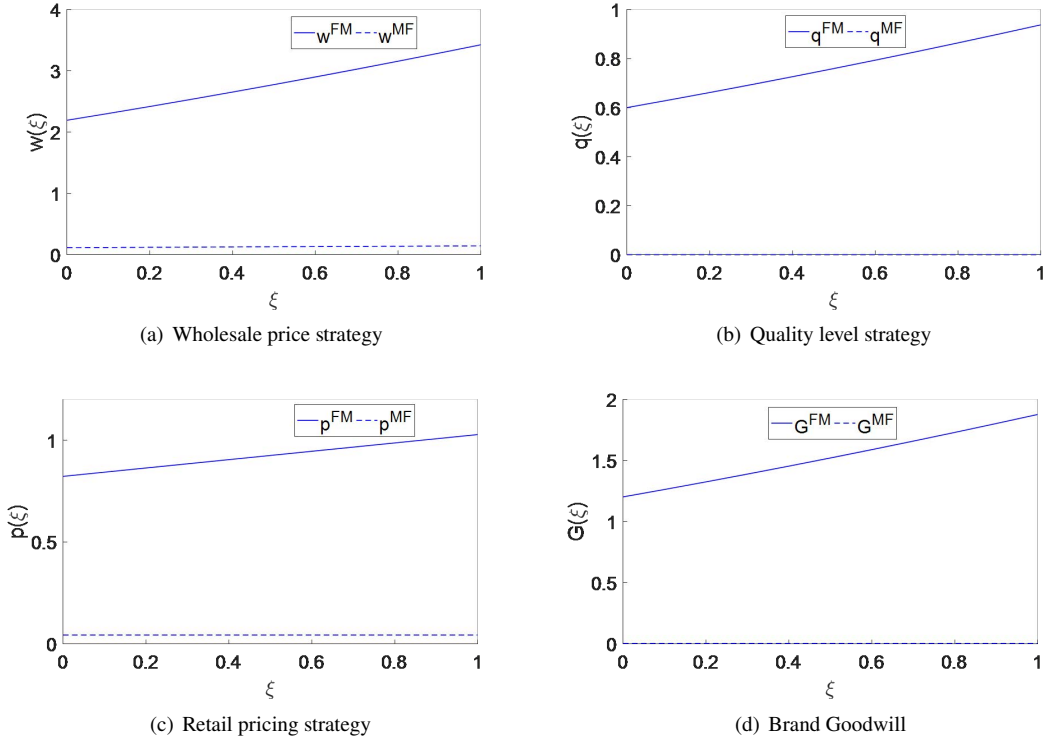 4
3
2
1
0
w(ξ)
w^FM w^MF
0 0.2 0.4 0.6 0.8 1
ξ
(a) Wholesale price strategy
1
0.8
0.6
0.4
0.2
0
q(ξ)
q^FM q^MF
0 0.2 0.4 0.6 0.8 1
ξ
(b) Quality level strategy
1
0.5
0
p(ξ)
p^FM p^MF
0 0.2 0.4 0.6 0.8 1
ξ
(c) Retail pricing strategy
2
1.5
1
0.5
0
G(ξ)
G^FM G^MF
0 0.2 0.4 0.6 0.8 1
ξ
(d) Brand Goodwill